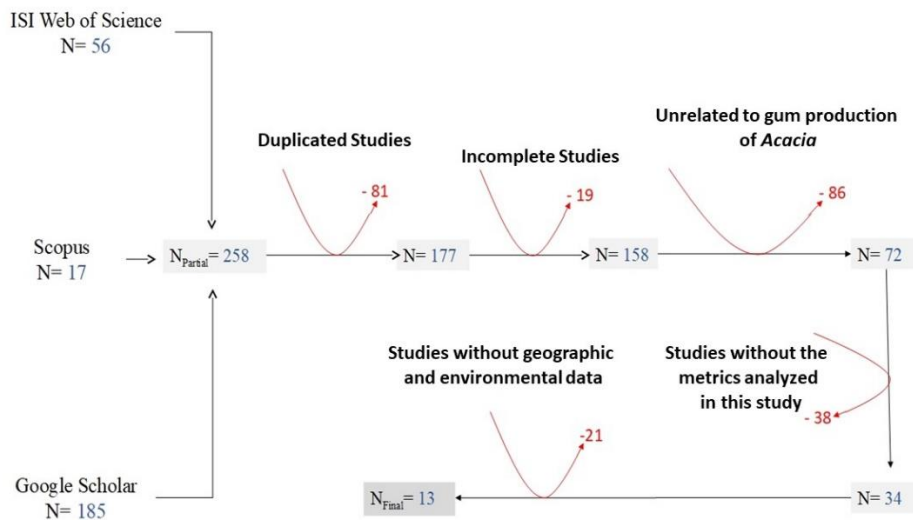 ISI Web of Science
N= 56
Duplicated Studies
- 81
Incomplete Studies
- 19
Unrelated to gum production
of Acacia
- 86
Scopus
N= 17
NPartial= 258
N= 177
N= 158
N= 72
Studies without geographic
and environmental data
-21
Studies without the
metrics analyzed
in this study
- 38
Google Scholar
N= 185
NFinal= 13
N= 34